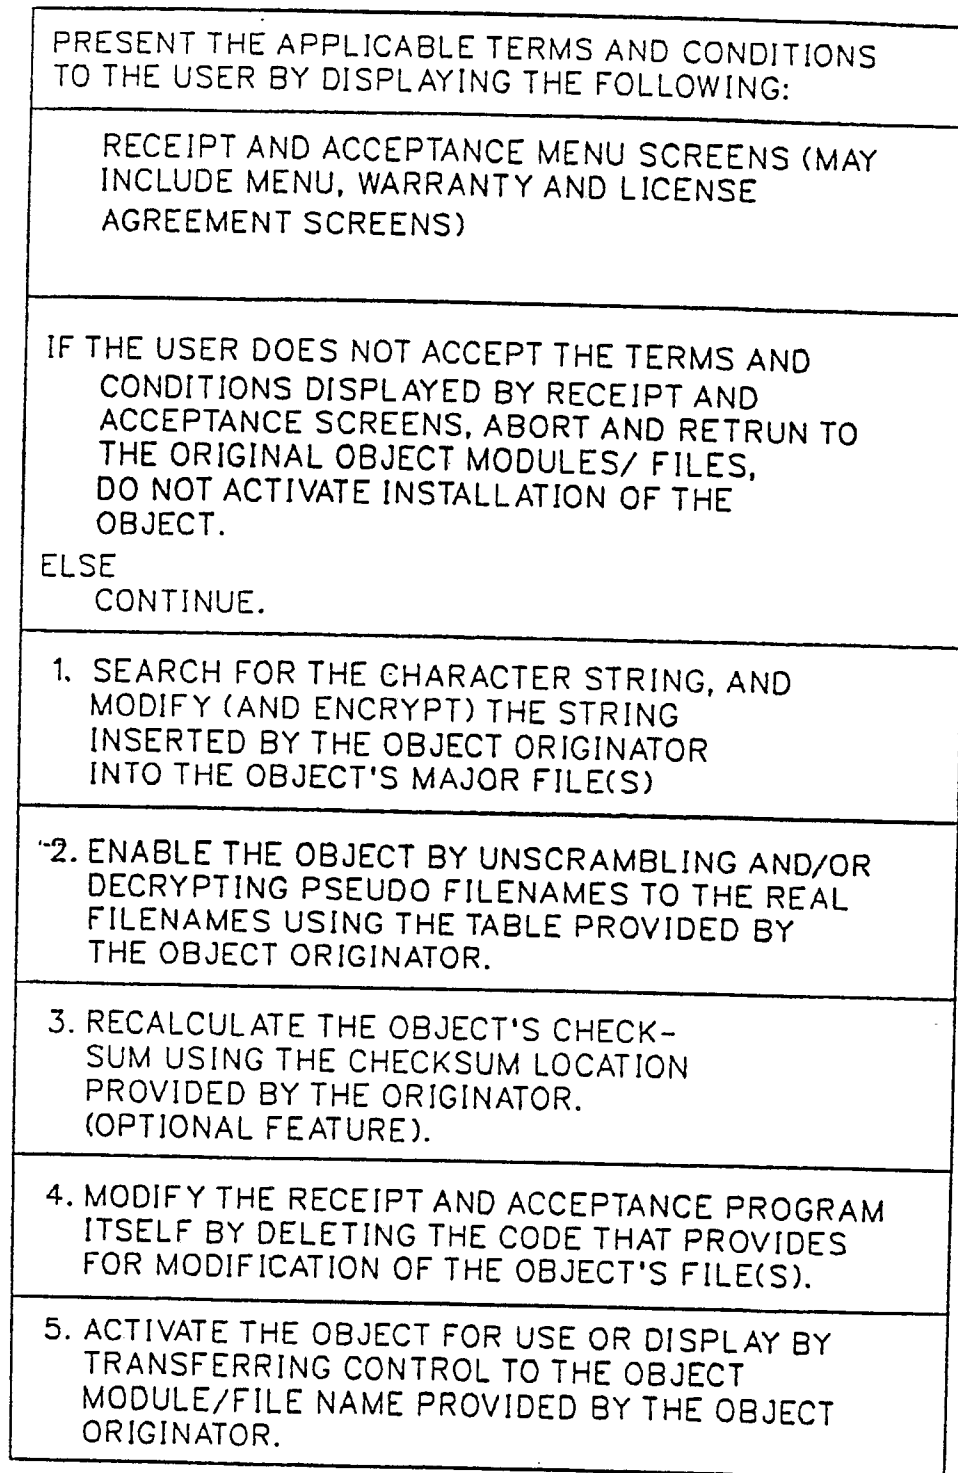 PRESENT THE APPLICABLE TERMS AND CONDITIONS
TO THE USER BY DISPLAYING THE FOLLOWING:
RECEIPT AND ACCEPTANCE MENU SCREENS (MAY
INCLUDE MENU, WARRANTY AND LICENSE
AGREEMENT SCREENS)
IF THE USER DOES NOT ACCEPT THE TERMS AND
CONDITIONS DISPLAYED BY RECEIPT AND
ACCEPTANCE SCREENS, ABORT AND RETRUN TO
THE ORIGINAL OBJECT MODULES/ FILES,
DO NOT ACTIVATE INSTALLATION OF THE
OBJECT.
ELSE
CONTINUE.
1. SEARCH FOR THE CHARACTER STRING, AND
MODIFY (AND ENCRYPT) THE STRING
INSERTED BY THE OBJECT ORIGINATOR
INTO THE OBJECT'S MAJOR FILE(S)
2. ENABLE THE OBJECT BY UNSCRAMBLING AND/OR
DECRYPTING PSEUDO FILENAMES TO THE REAL
FILENAMES USING THE TABLE PROVIDED BY
THE OBJECT ORIGINATOR.
3. RECALCULATE THE OBJECT'S CHECK-
SUM USING THE CHECKSUM LOCATION
PROVIDED BY THE ORIGINATOR.
(OPTIONAL FEATURE).
4. MODIFY THE RECEIPT AND ACCEPTANCE PROGRAM
ITSELF BY DELETING THE CODE THAT PROVIDES
FOR MODIFICATION OF THE OBJECT'S FILE(S).
5. ACTIVATE THE OBJECT FOR USE OR DISPLAY BY
TRANSFERRING CONTROL TO THE OBJECT
MODULE/FILE NAME PROVIDED BY THE OBJECT
ORIGINATOR.